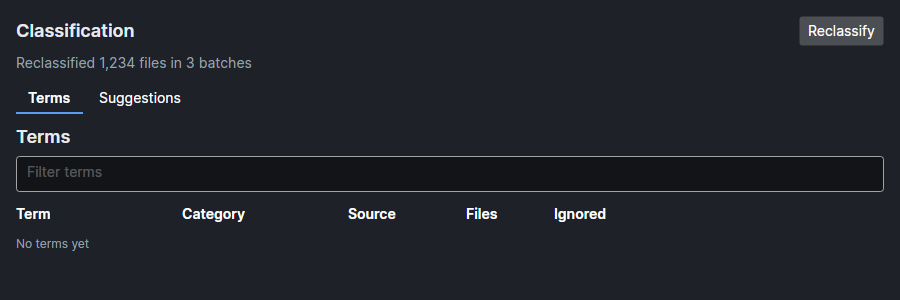 Classification
Reclassify
Reclassified 1,234 files in 3 batches
Terms Suggestions
Terms
Filter terms
Term Category Source Files Ignored
No terms yet